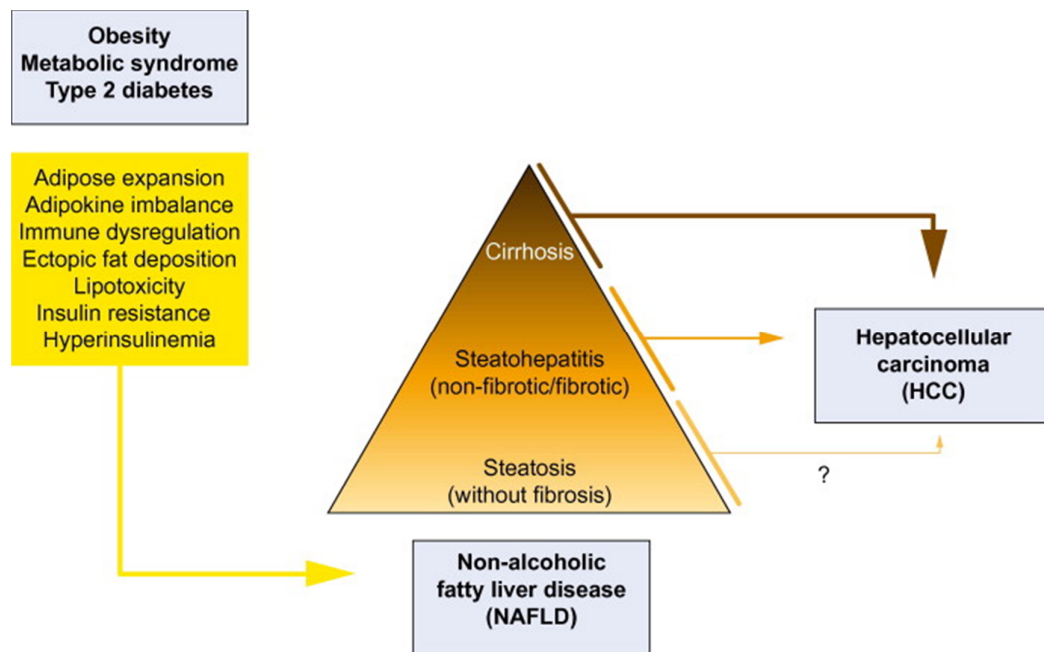 Obesity
Metabolic syndrome
Type 2 diabetes
Adipose expansion
Adipokine imbalance
Immune dysregulation
Ectopic fat deposition
Lipotoxicity
Insulin resistance
Hyperinsulinemia
Cirrhosis
Steatohepatitis
(non-fibrotic/fibrotic)
Steatosis
(without fibrosis)
Non-alcoholic
fatty liver disease
(NAFLD)
Hepatocellular
carcinoma
(HCC)
?